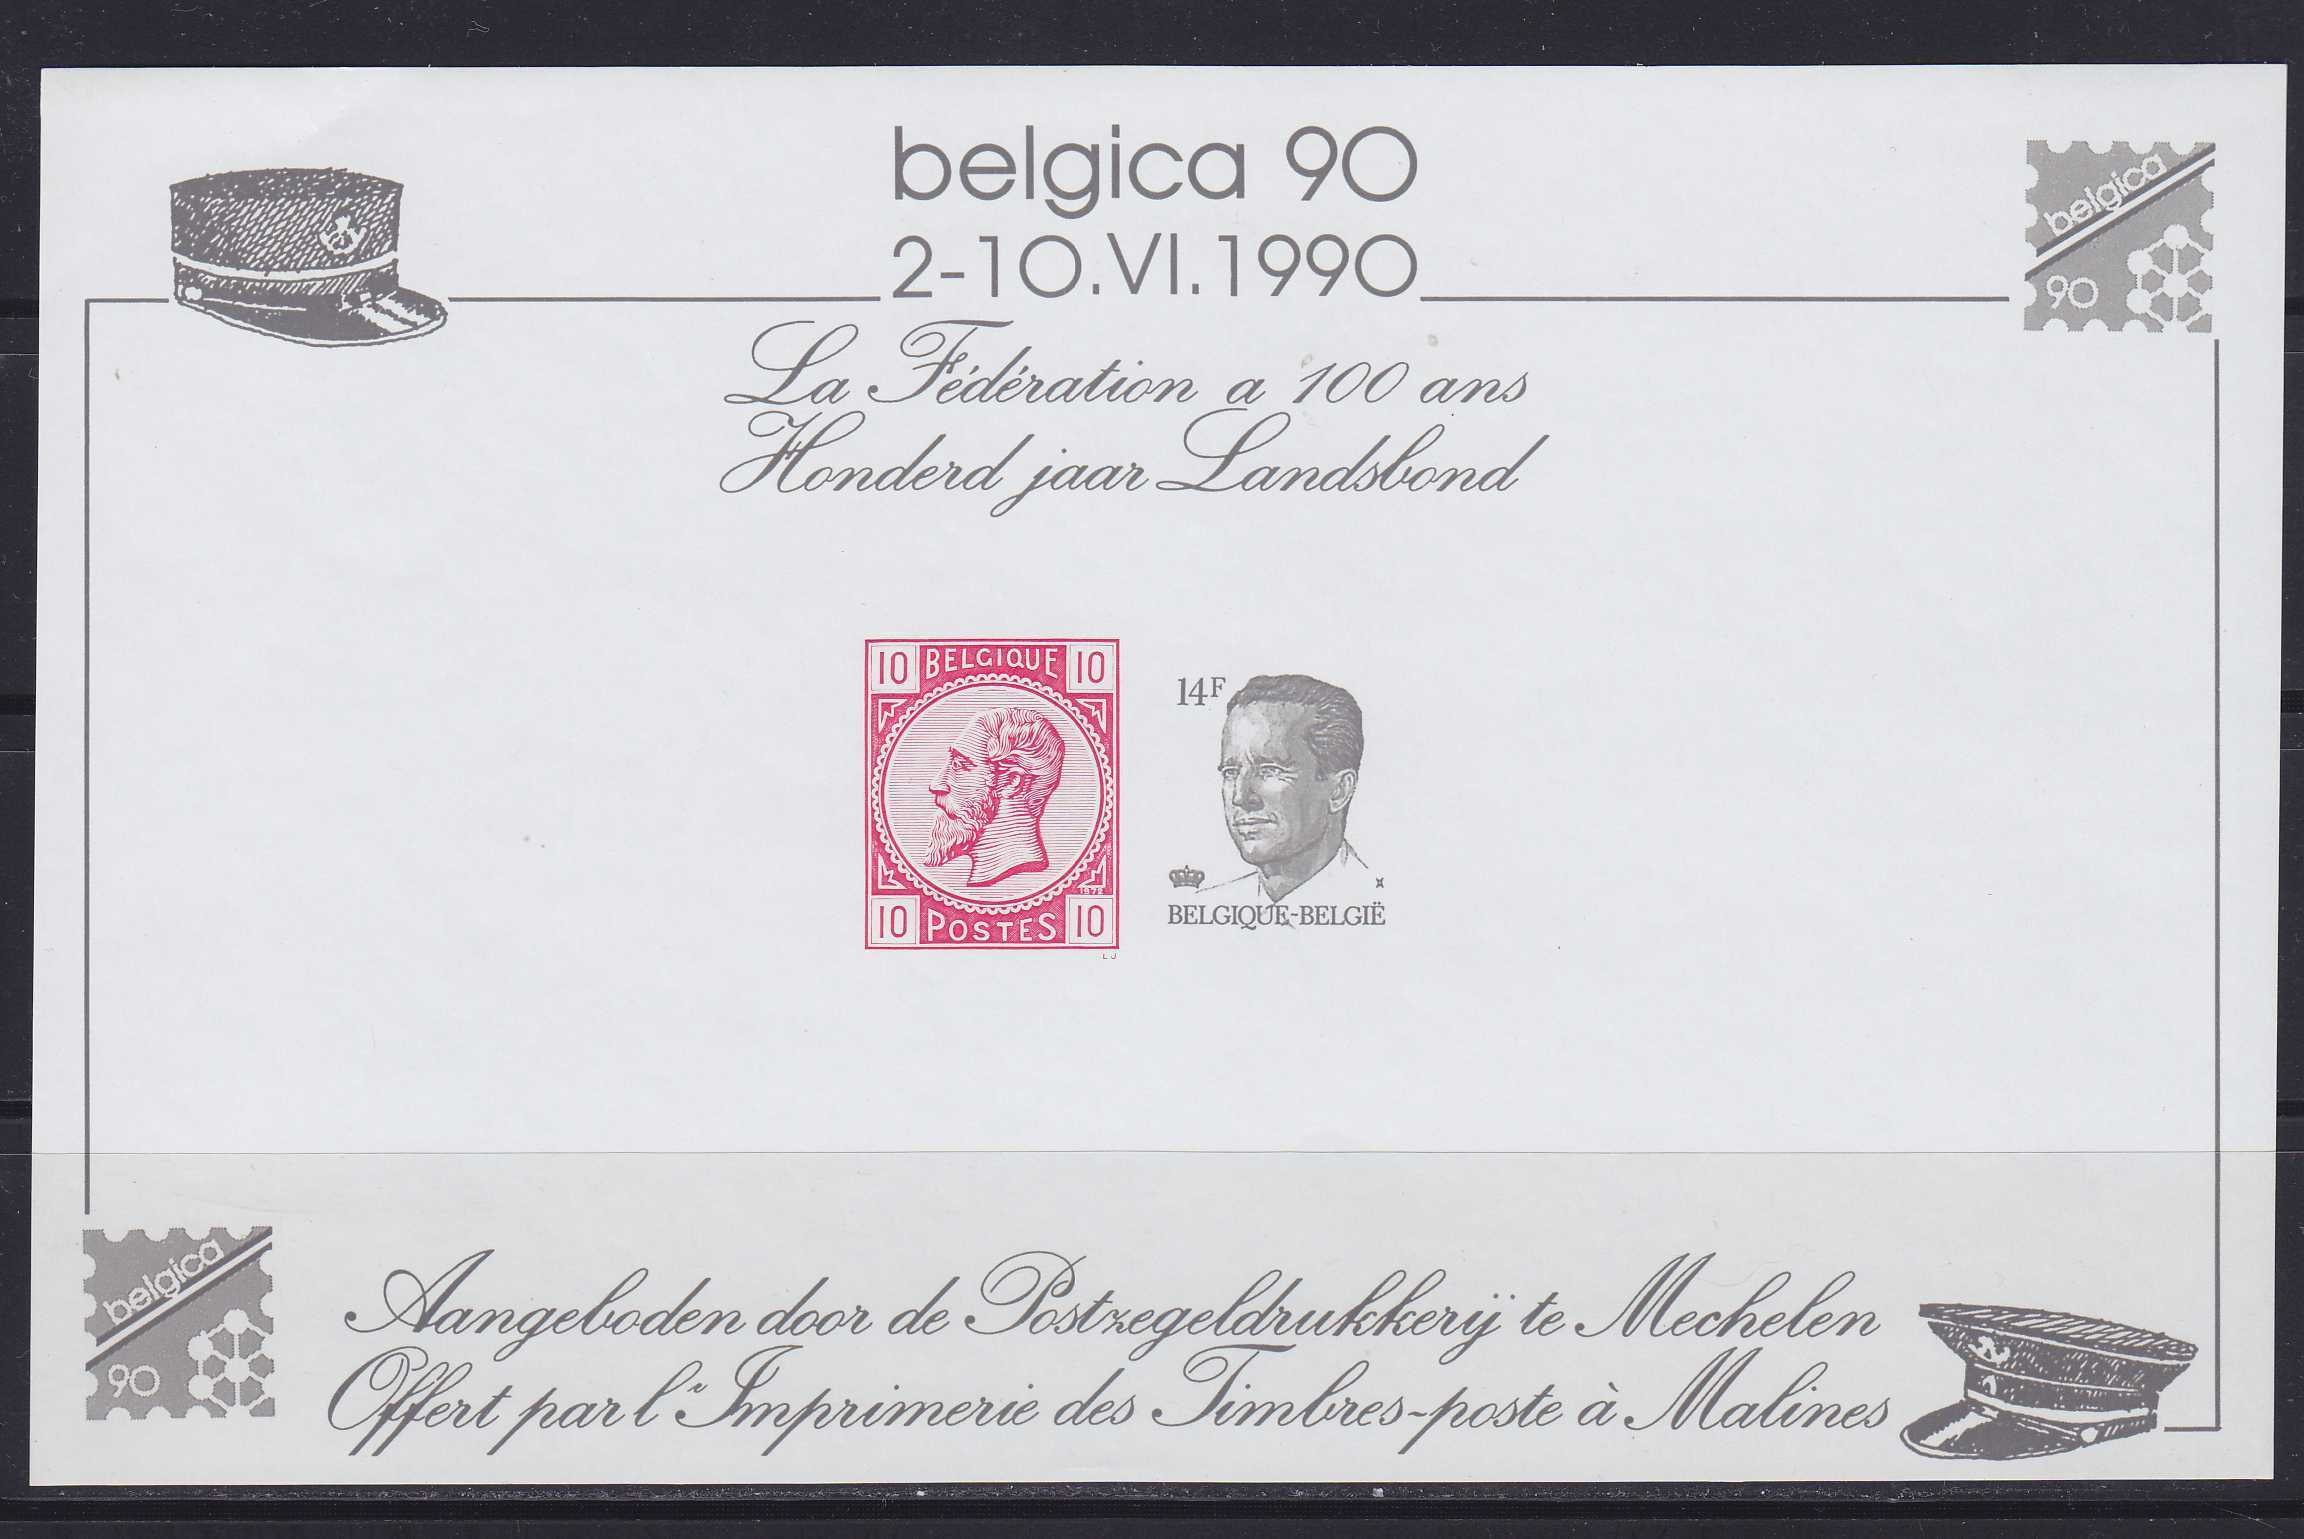 belgica 90
2-10.VI.1990
belgica
90
La Fédération a 100 ans
Honderd jaar Landsbond
10 BELGIQUE 10
1872
10 POSTES 10
LJ
14F
BELGIQUE-BELGIË
belgica
90
Aangeboden door de Postzegeldrukkerij te Mechelen
Offert par l'Imprimerie des Timbres-poste à Malines